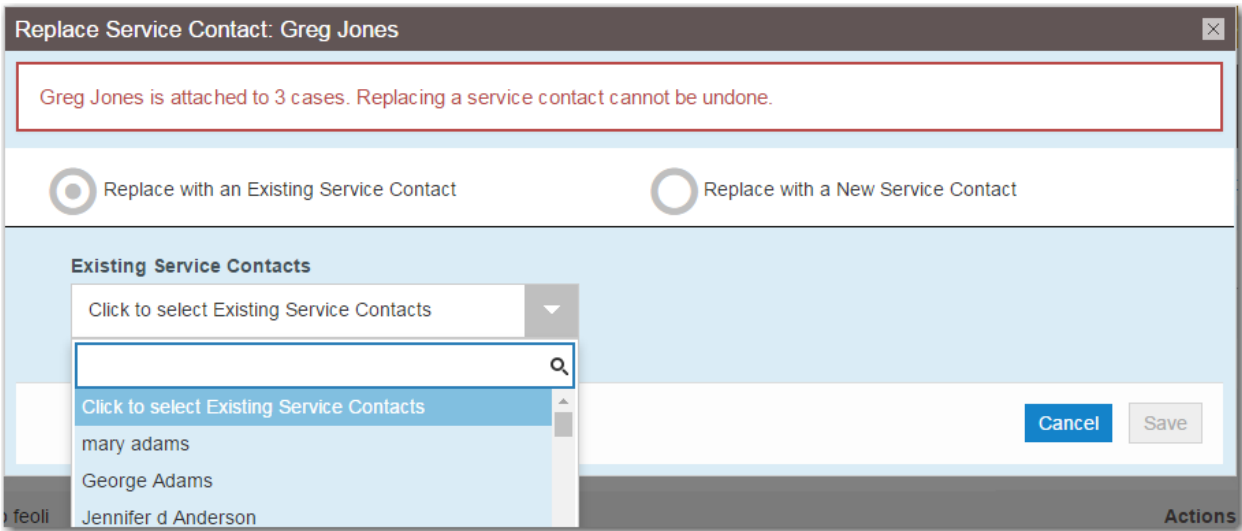 Replace Service Contact: Greg Jones
Greg Jones is attached to 3 cases. Replacing a service contact cannot be undone.
Replace with an Existing Service Contact
Replace with a New Service Contact
Existing Service Contacts
Click to select Existing Service Contacts
Click to select Existing Service Contacts
mary adams
George Adams
Jennifer d Anderson
Cancel
Save
feoli
Actions